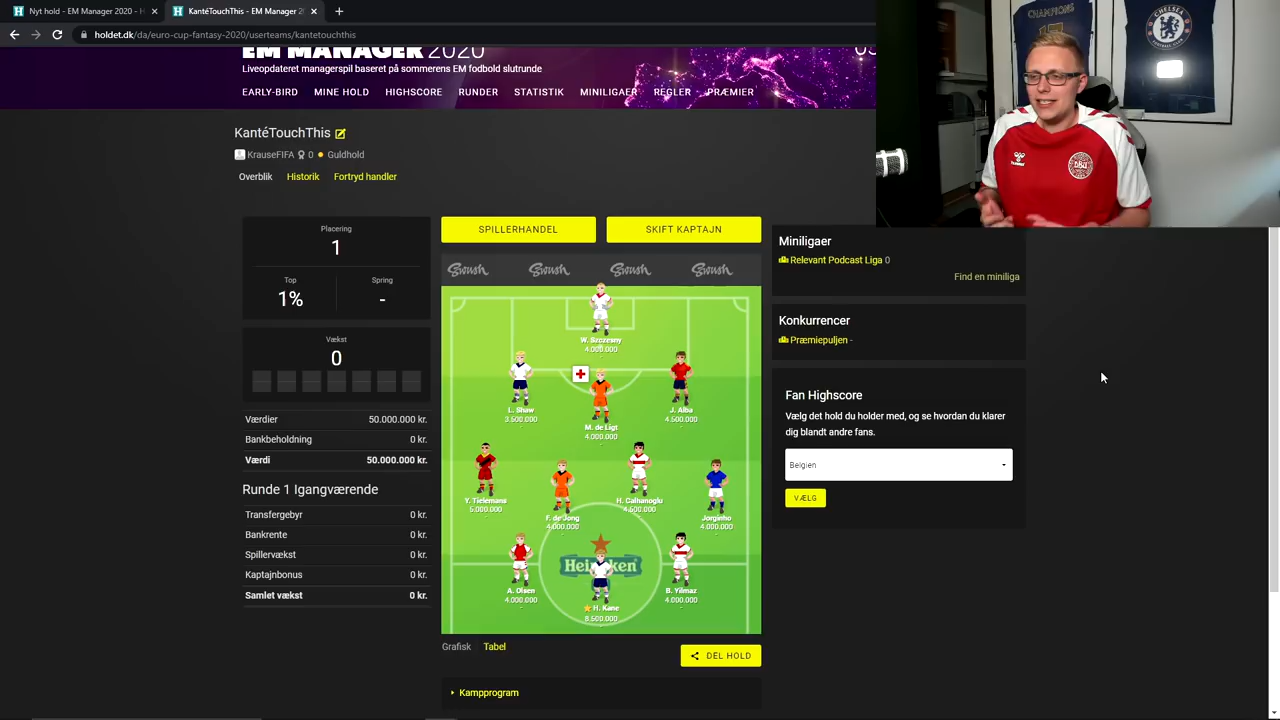 Nyt hold - EM Manager 2020 - H
KantéTouchThis - EM Manager 20
holdet.dk/da/euro-cup-fantasy-2020/userteams/kantetouchthis
EM MANAGER 2020
Liveopdateret managerspil baseret på sommerens EM fodbold slutrunde
EARLY-BIRD MINE HOLD HIGHSCORE RUNDER STATISTIK MINILIGAER REGLER PRÆMIER
CHAMPIONS
CHELSEA
FOOTBALL CLUB
KantéTouchThis
KrauseFIFA 0 Guldhold
Overblik Historik Fortryd handler
Placering
1
Top
1%
Spring
-
Vækst
0
Værdier 50.000.000 kr.
Bankbeholdning 0 kr.
Værdi 50.000.000 kr.
Runde 1 Igangværende
Transfergebyr 0 kr.
Bankrente 0 kr.
Spillervækst 0 kr.
Kaptajnbonus 0 kr.
Samlet vækst 0 kr.
SPILLERHANDEL
SKIFT KAPTAJN
Swush Swush Swush Swush
W. Szczesny
4.000.000
-
L. Shaw
3.500.000
-
M. de Ligt
4.000.000
-
J. Alba
4.500.000
-
Y. Tielemans
5.000.000
-
F. de Jong
4.000.000
-
H. Calhanoglu
4.500.000
-
Jorginho
4.000.000
-
Heineken
A. Olsen
4.000.000
-
H. Kane
8.500.000
-
B. Yilmaz
4.000.000
-
Grafisk Tabel
DEL HOLD
Kampprogram
Miniligaer
Relevant Podcast Liga 0
Find en miniliga
Konkurrencer
Præmiepuljen -
Fan Highscore
Vælg det hold du holder med, og se hvordan du klarer
dig blandt andre fans.
Belgien
VÆLG